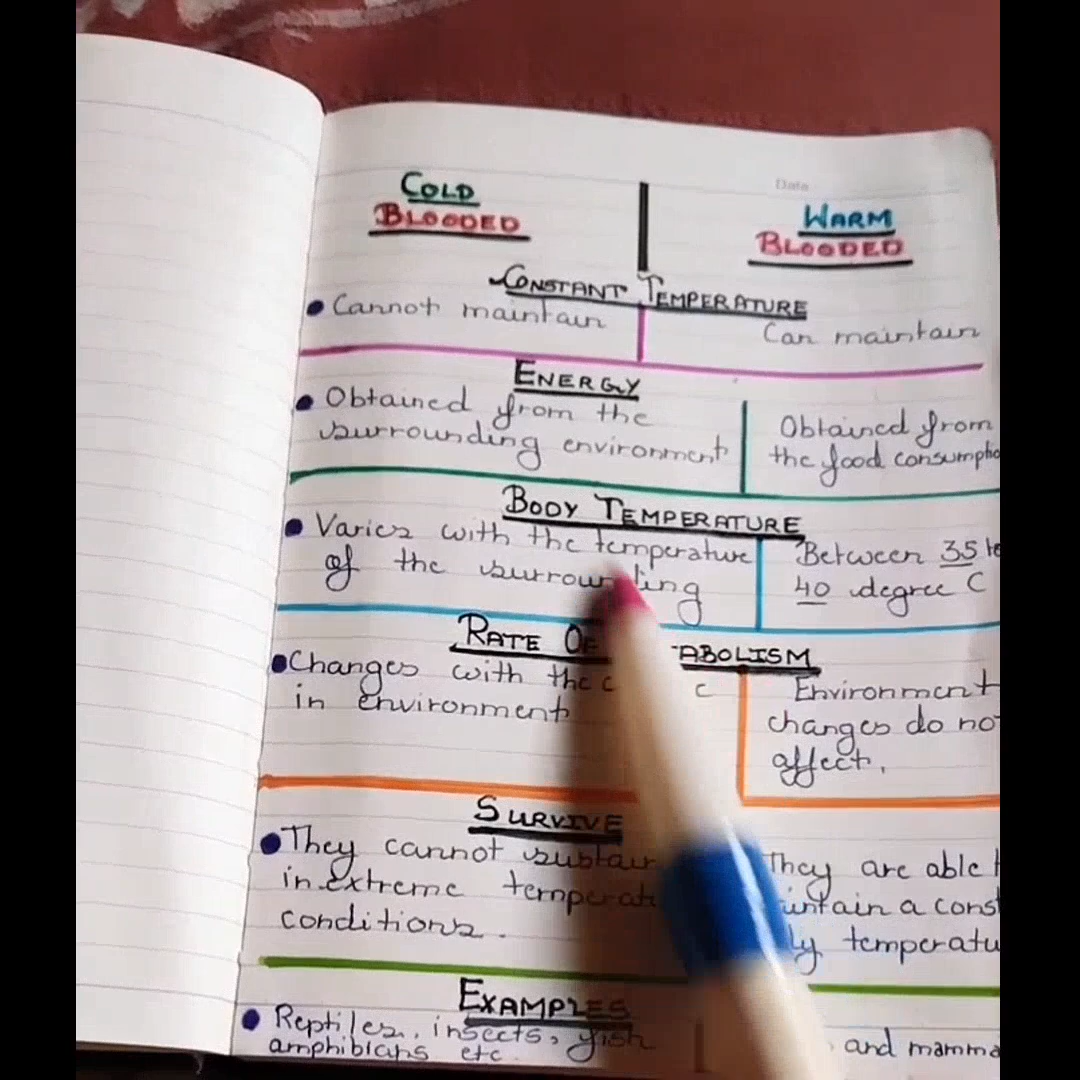 Date
COLD
BLOODED
WARM
BLOODED
CONSTANT TEMPERATURE
Cannot maintain
Can maintain
ENERGY
Obtained from the
surrounding environment
Obtained from
the food
BODY TEMPERATURE
Varies with the temperature
of the surrounding
Between 35
40 degree C
RATE
Changes with the
in environment
Environment
changes do
affect.
SURVIVE
They cannot
in extreme
conditions.
They are able
a
EXAMPLES
Reptiles, insects, fish
amphibians etc
and